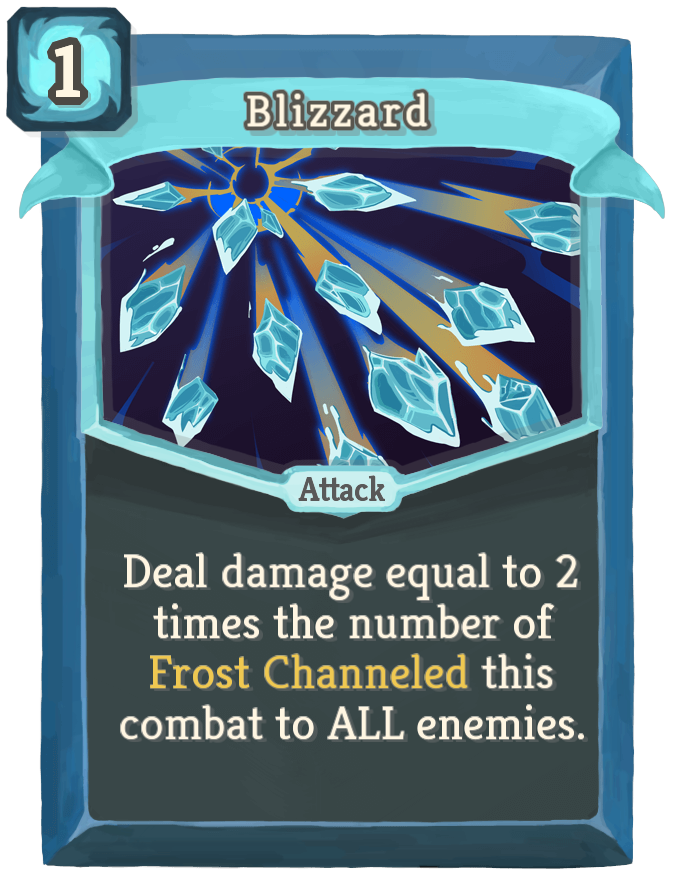 1
Blizzard
Attack
Deal damage equal to 2
times the number of
Frost Channeled this
combat to ALL enemies.